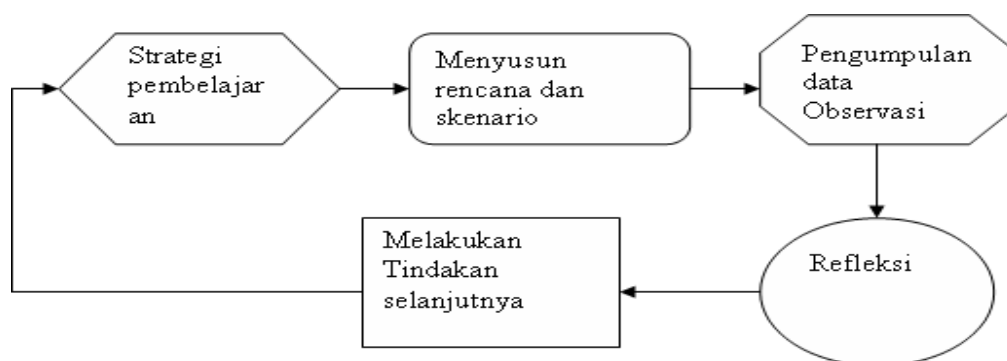 Strategi
pembelajar
an
Menyusun
rencana dan
skenario
Pengumpulan
data
Observasi
Refleksi
Melakukan
Tindakan
selanjutnya